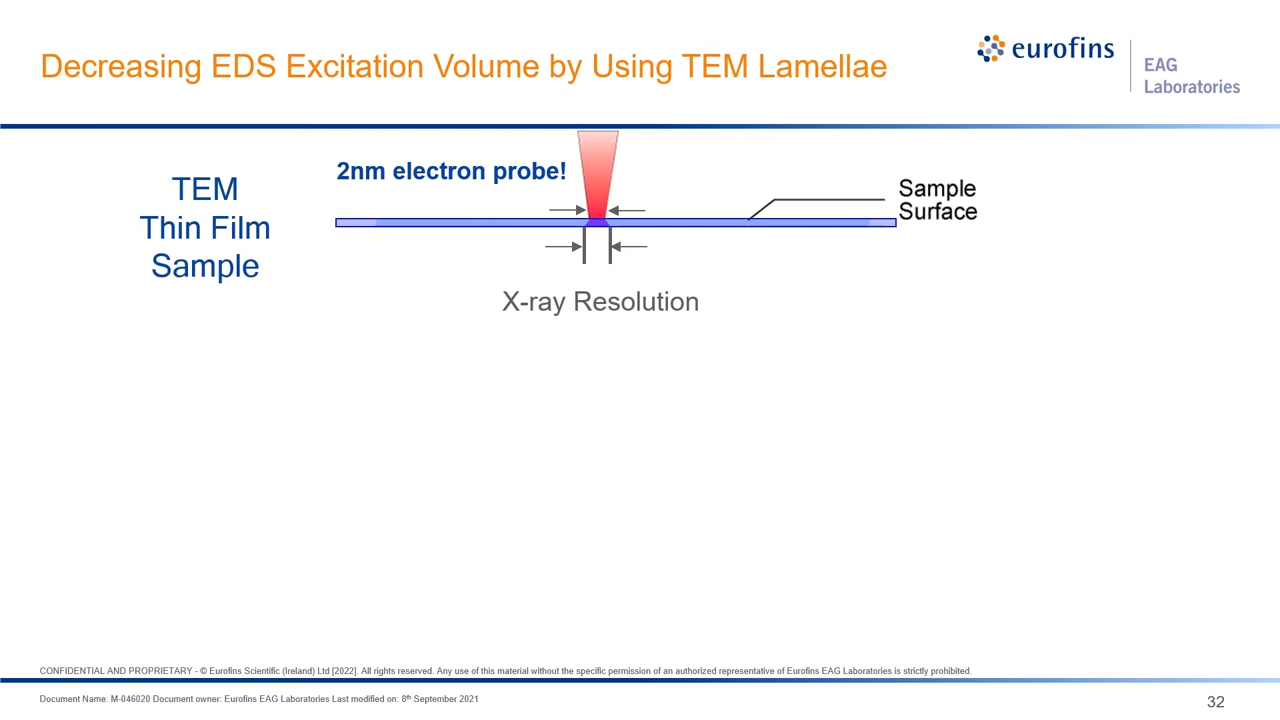 Decreasing EDS Excitation Volume by Using TEM Lamellae
eurofins
EAG
Laboratories
TEM
Thin Film
Sample
2nm electron probe!
Sample
Surface
X-ray Resolution
CONFIDENTIAL AND PROPRIETARY - © Eurofins Scientific (Ireland) Ltd [2022]. All rights reserved. Any use of this material without the specific permission of an authorized representative of Eurofins EAG Laboratories is strictly prohibited.
Document Name: M-046020 Document owner: Eurofins EAG Laboratories Last modified on: 8th September 2021
32